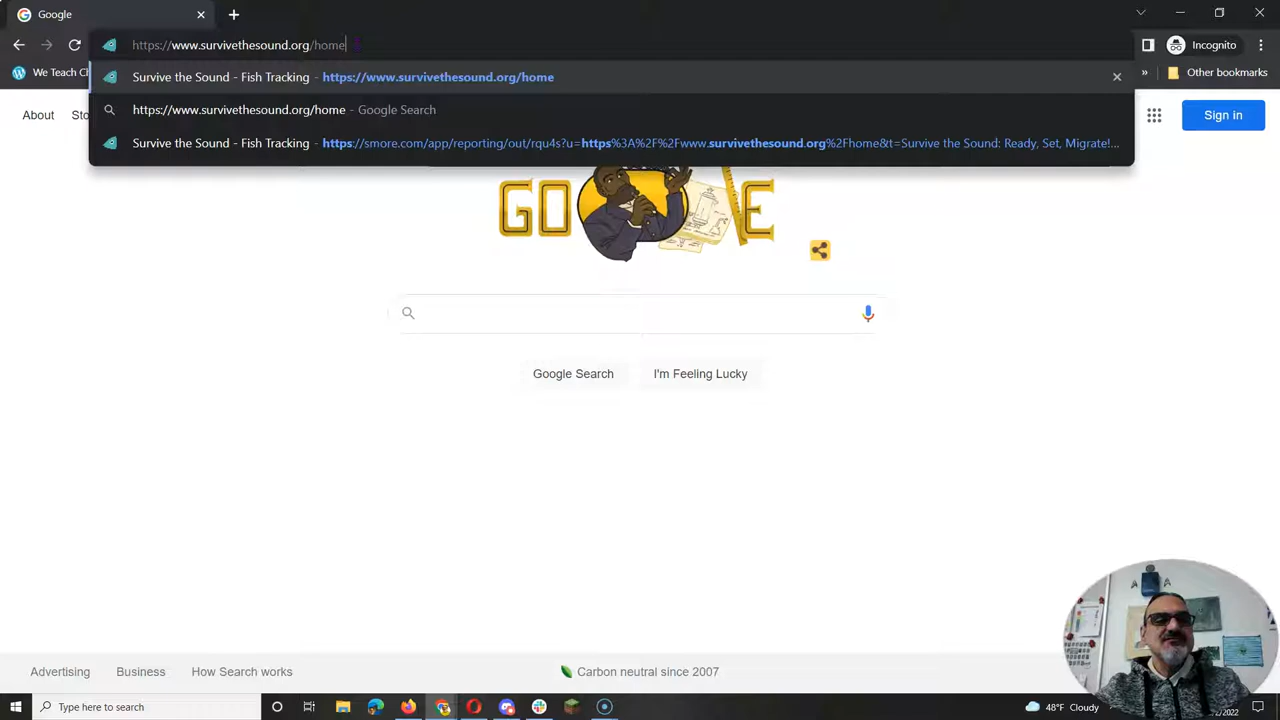 Google
https://www.survivethesound.org/home
Incognito
We Teach C
»
Other bookmarks
Survive the Sound - Fish Tracking - https://www.survivethesound.org/home
https://www.survivethesound.org/home - Google Search
Survive the Sound - Fish Tracking - https://smore.com/app/reporting/out/rqu4s?u=https%3A%2F%2Fwww.survivethesound.org%2Fhome&t=Survive the Sound: Ready, Set, Migrate!...
About
Sto
Sign in
GO E
Google Search
I'm Feeling Lucky
Advertising
Business
How Search works
Carbon neutral since 2007
Type here to search
48°F Cloudy
/2022